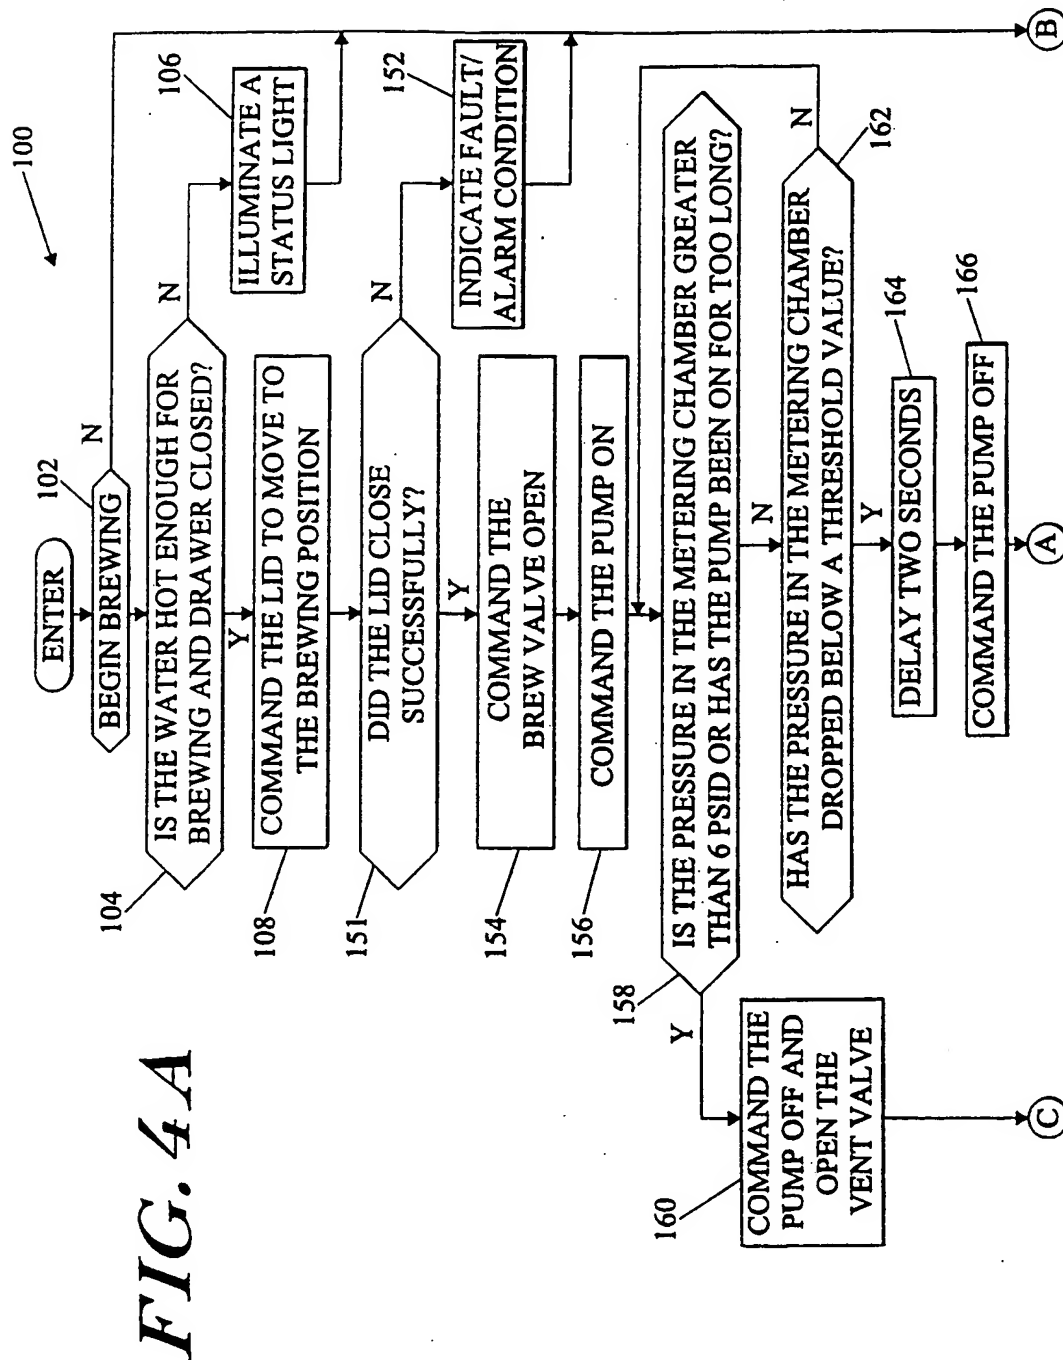 FIG. 4A
100
ENTER
102
BEGIN BREWING
N
104
IS THE WATER HOT ENOUGH FOR
BREWING AND DRAWER CLOSED?
N
Y
106
ILLUMINATE A
STATUS LIGHT
108
COMMAND THE LID TO MOVE TO
THE BREWING POSITION
151
DID THE LID CLOSE
SUCCESSFULLY?
N
Y
152
INDICATE FAULT/
ALARM CONDITION
154
COMMAND THE
BREW VALVE OPEN
156
COMMAND THE PUMP ON
158
IS THE PRESSURE IN THE METERING CHAMBER GREATER
THAN 6 PSID OR HAS THE PUMP BEEN ON FOR TOO LONG?
Y
N
160
COMMAND THE
PUMP OFF AND
OPEN THE
VENT VALVE
162
HAS THE PRESSURE IN THE METERING CHAMBER
DROPPED BELOW A THRESHOLD VALUE?
N
Y
164
DELAY TWO SECONDS
166
COMMAND THE PUMP OFF
C
A
B